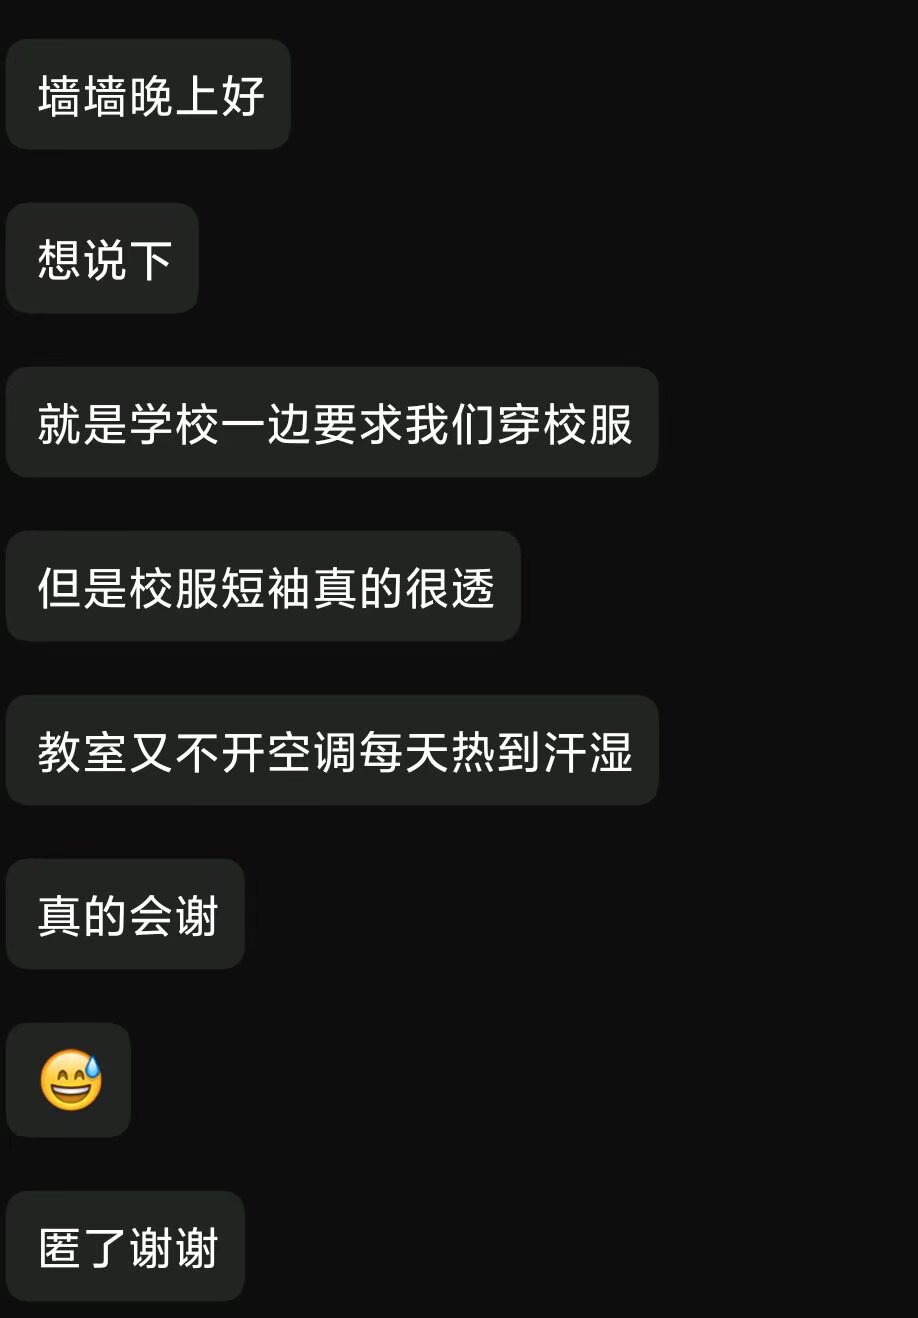 墙墙晚上好
想说下
就是学校一边要求我们穿校服
但是校服短袖真的很透
教室又不开空调每天热到汗湿
真的会谢
😅
匿了谢谢